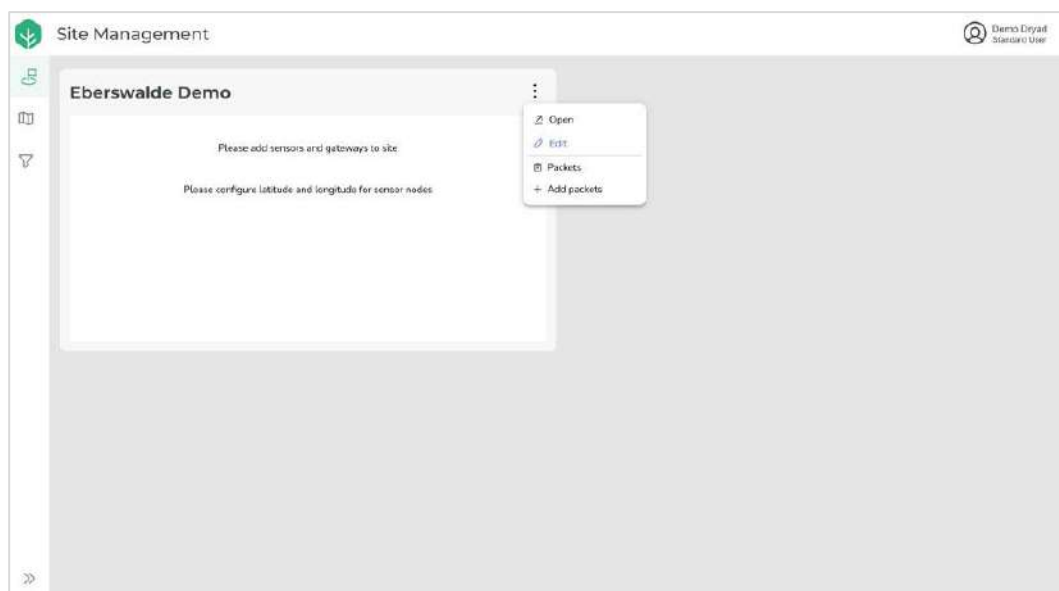 Site Management
Demo Dryad
Standard User
Eberswalde Demo
Open
Edit
Packets
Add packets
Please add sensors and gateways to site
Please configure latitude and longitude for sensor nodes